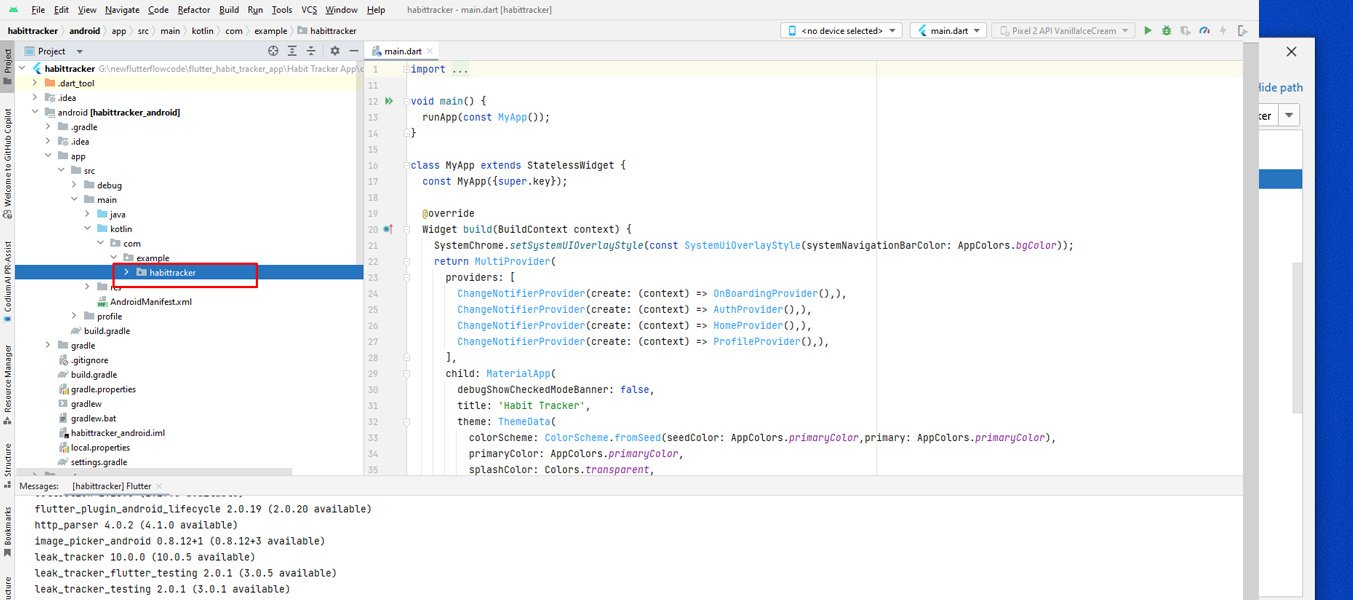 File Edit View Navigate Code Refactor Build Run Tools VCS Window Help habittracker - main.dart [habittracker]
habittracker android app src main kotlin com example habittracker
<no device selected> main.dart Pixel 2 API VanillaIceCream
Project
main.dart
Project
Welcome to GitHub Copilot
CodiumAI PR-Assist
Resource Manager
Structure
Bookmarks
habittracker G:\newflutterflowcode\flutter_habit_tracker_app\Habit Tracker App\c
.dart_tool
.idea
android [habittracker_android]
.gradle
.idea
app
src
debug
main
java
kotlin
com
example
habittracker
res
AndroidManifest.xml
profile
build.gradle
gradle
.gitignore
build.gradle
gradle.properties
gradlew
gradlew.bat
habittracker_android.iml
local.properties
settings.gradle
1 import ...
11
12 void main() {
13 runApp(const MyApp());
14 }
15
16 class MyApp extends StatelessWidget {
17 const MyApp({super.key});
18
19 @override
20 Widget build(BuildContext context) {
21 SystemChrome.setSystemUIOverlayStyle(const SystemUiOverlayStyle(systemNavigationBarColor: AppColors.bgColor));
22 return MultiProvider(
23 providers: [
24 ChangeNotifierProvider(create: (context) => OnBoardingProvider(),),
25 ChangeNotifierProvider(create: (context) => AuthProvider(),),
26 ChangeNotifierProvider(create: (context) => HomeProvider(),),
27 ChangeNotifierProvider(create: (context) => ProfileProvider(),),
28 ],
29 child: MaterialApp(
30 debugShowCheckedModeBanner: false,
31 title: 'Habit Tracker',
32 theme: ThemeData(
33 colorScheme: ColorScheme.fromSeed(seedColor: AppColors.primaryColor,primary: AppColors.primaryColor),
34 primaryColor: AppColors.primaryColor,
35 splashColor: Colors.transparent,
Hide path
ker
Messages: [habittracker] Flutter
flutter_plugin_android_lifecycle 2.0.19 (2.0.20 available)
http_parser 4.0.2 (4.1.0 available)
image_picker_android 0.8.12+1 (0.8.12+3 available)
leak_tracker 10.0.0 (10.0.5 available)
leak_tracker_flutter_testing 2.0.1 (3.0.5 available)
leak_tracker_testing 2.0.1 (3.0.1 available)